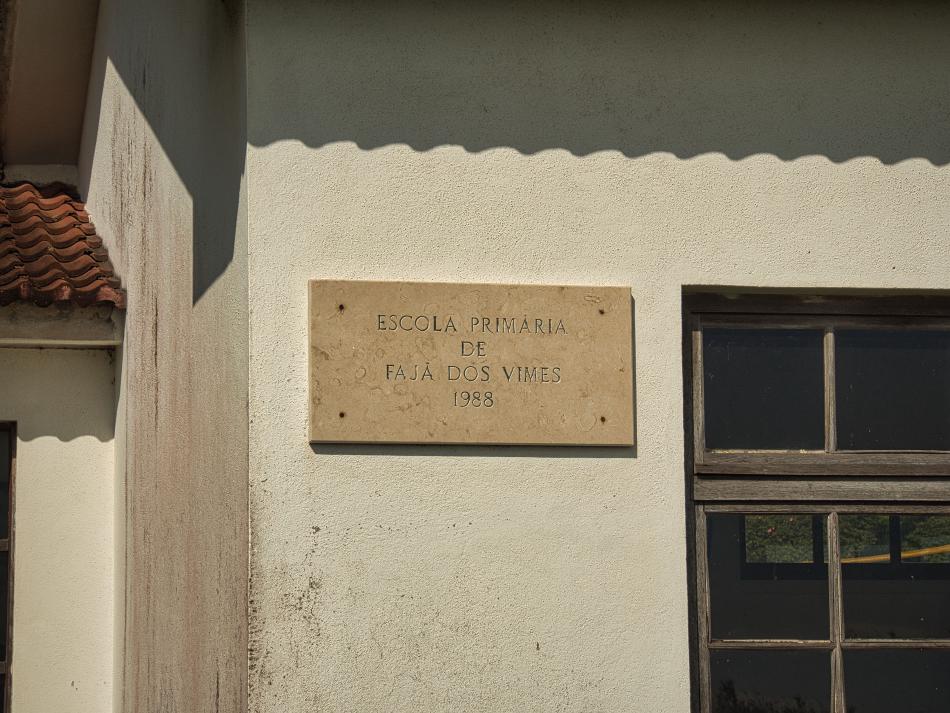 ESCOLA PRIMÁRIA
DE
FAJÃ DOS VIMES
1988